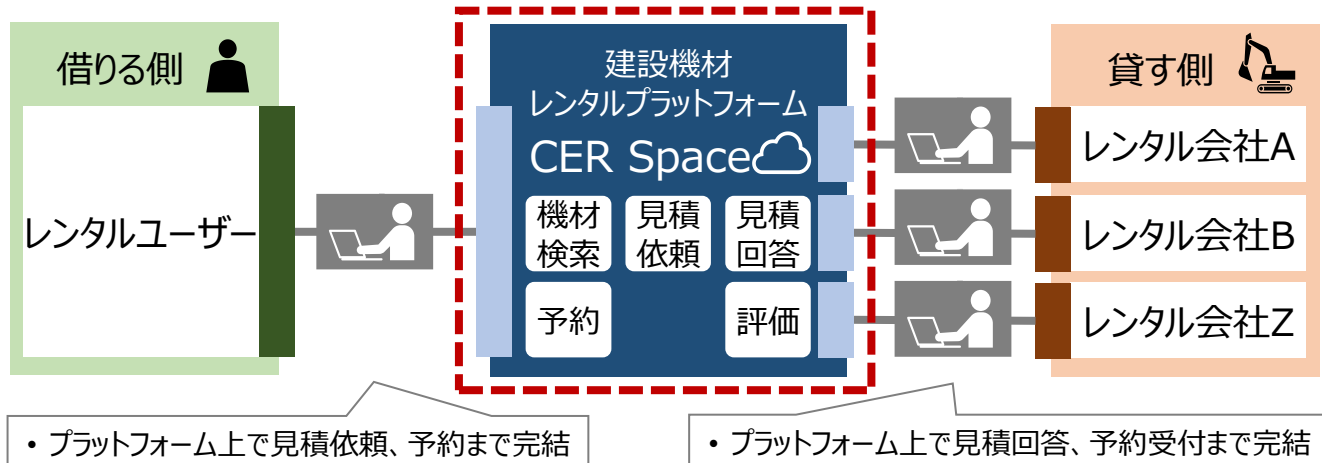 借りる側
レンタルユーザー
建設機材
レンタルプラットフォーム
CER Space
機材
検索
見積
依頼
見積
回答
予約
評価
貸す側
レンタル会社A
レンタル会社B
レンタル会社Z
• プラットフォーム上で見積依頼、予約まで完結
• プラットフォーム上で見積回答、予約受付まで完結